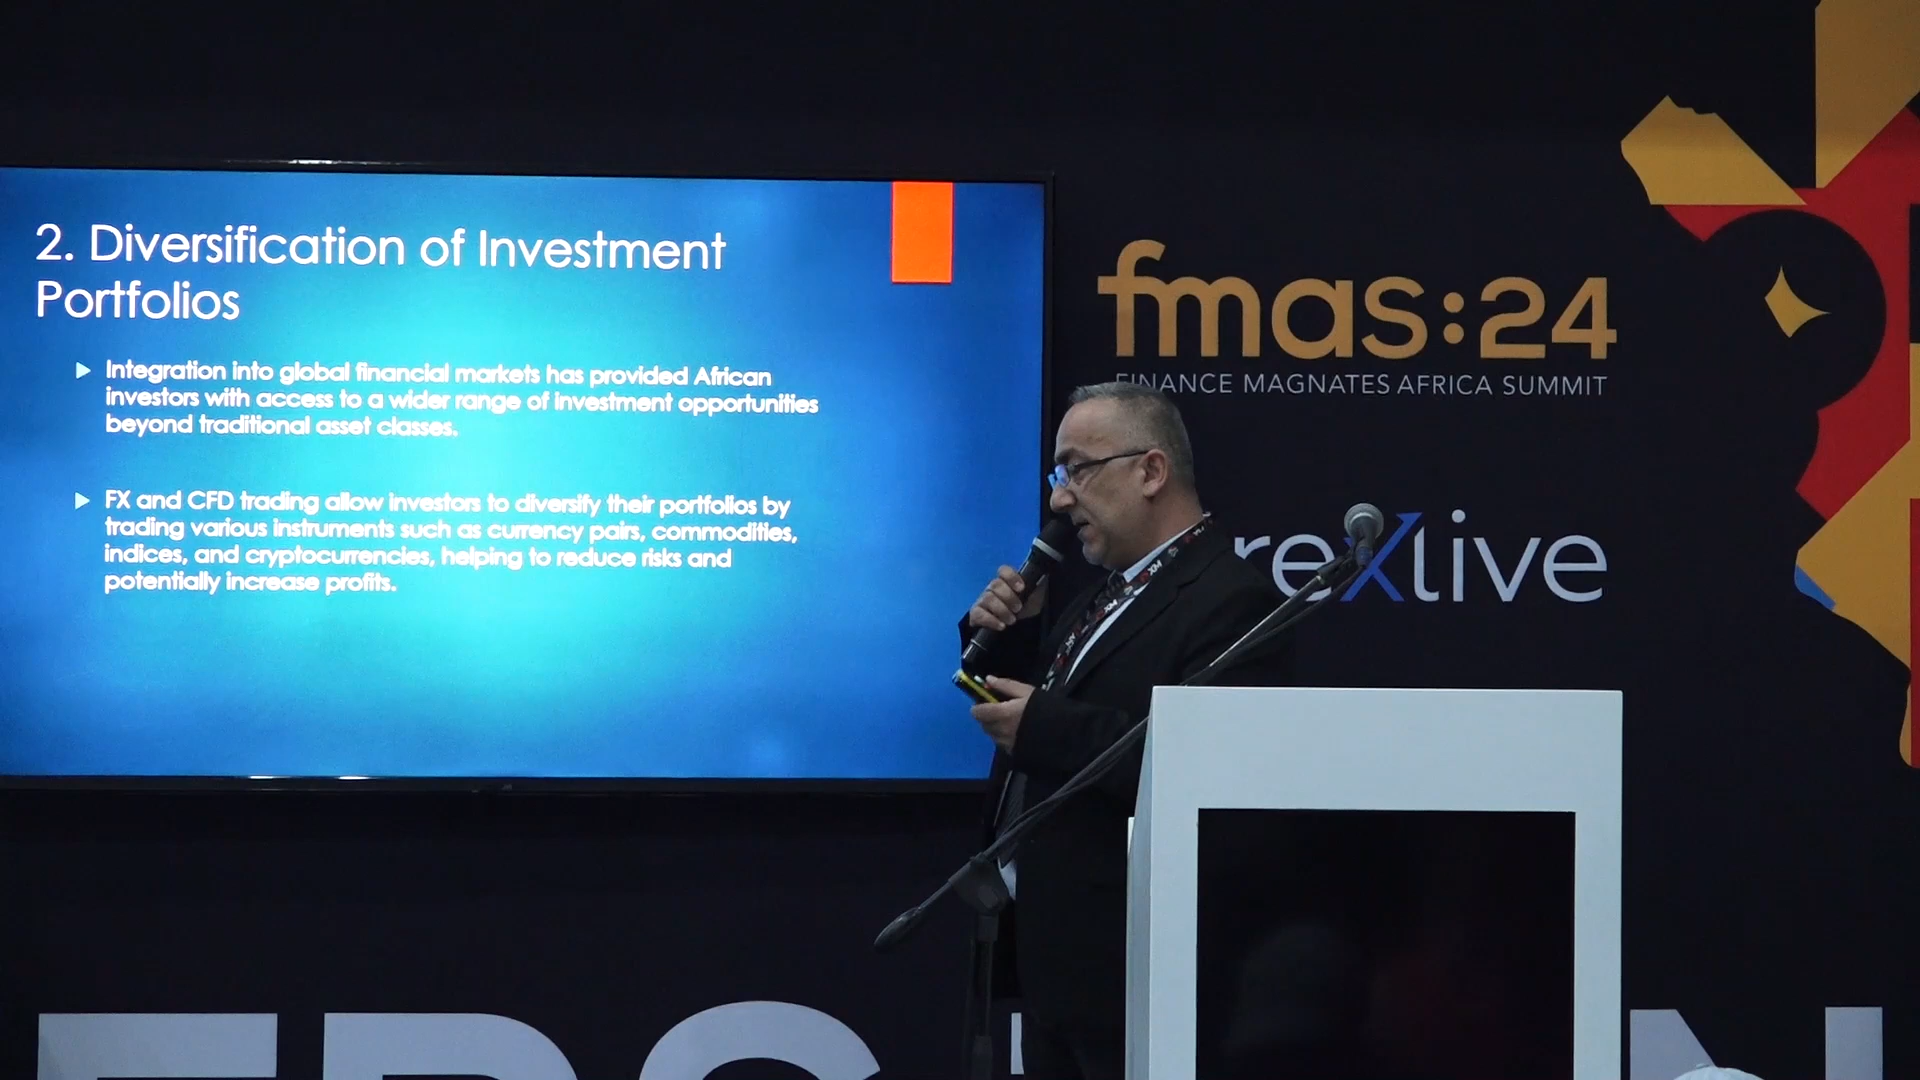 2. Diversification of Investment
Portfolios
Integration into global financial markets has provided African
investors with access to a wider range of investment opportunities
beyond traditional asset classes.
FX and CFD trading allow investors to diversify their portfolios by
trading various instruments such as currency pairs, commodities,
indices, and cryptocurrencies, helping to reduce risks and
potentially increase profits.
fmas:24
FINANCE MAGNATES AFRICA SUMMIT
rexlive
XM